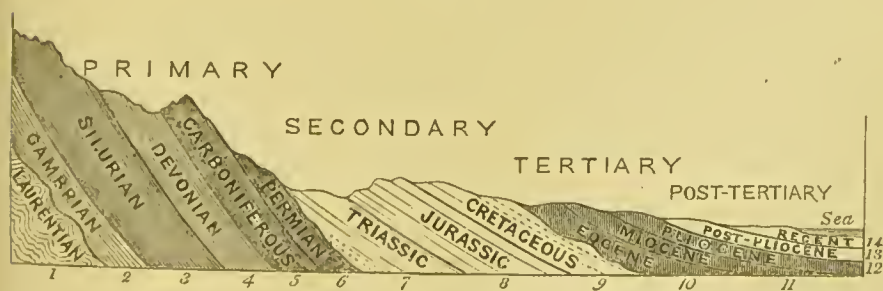 PRIMARY
SECONDARY
TERTIARY
POST-TERTIARY
Sea
LAURENTIAN
CAMBRIAN
SILURIAN
DEVONIAN
CARBONIFEROUS
PERMIAN
TRIASSIC
JURASSIC
CRETACEOUS
EOCENE
MIOCENE
PLIOCENE
POST-PLIOCENE
RECENT
14
13
12
1 2 3 4 5 6 7 8 9 10 11